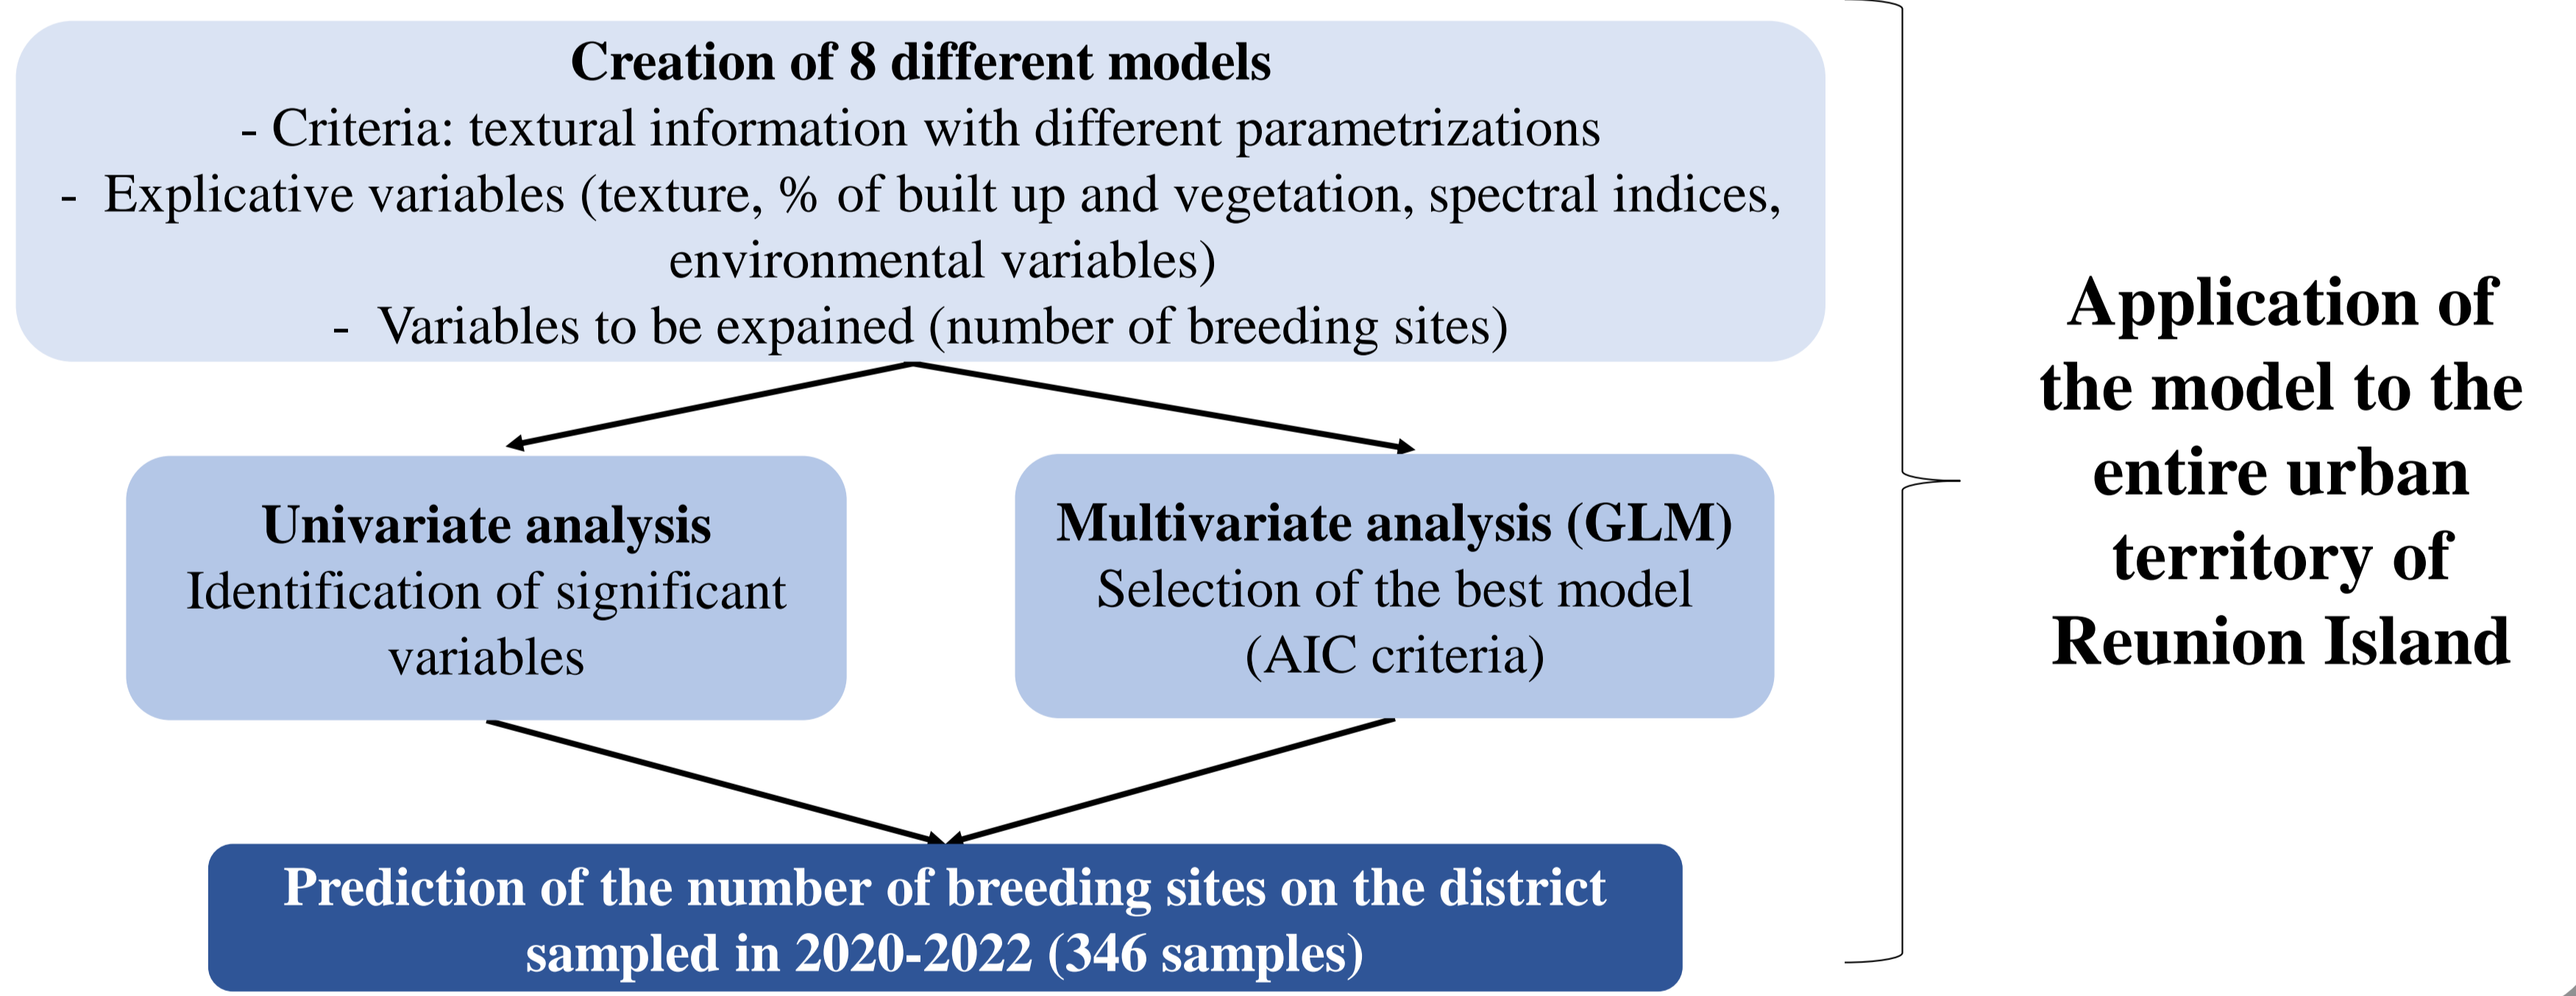 Creation of 8 different models
- Criteria: textural information with different parametrizations
- Explicative variables (texture, % of built up and vegetation, spectral indices,
environmental variables)
- Variables to be expained (number of breeding sites)
Univariate analysis
Identification of significant
variables
Multivariate analysis (GLM)
Selection of the best model
(AIC criteria)
Prediction of the number of breeding sites on the district
sampled in 2020-2022 (346 samples)
Application of
the model to the
entire urban
territory of
Reunion Island